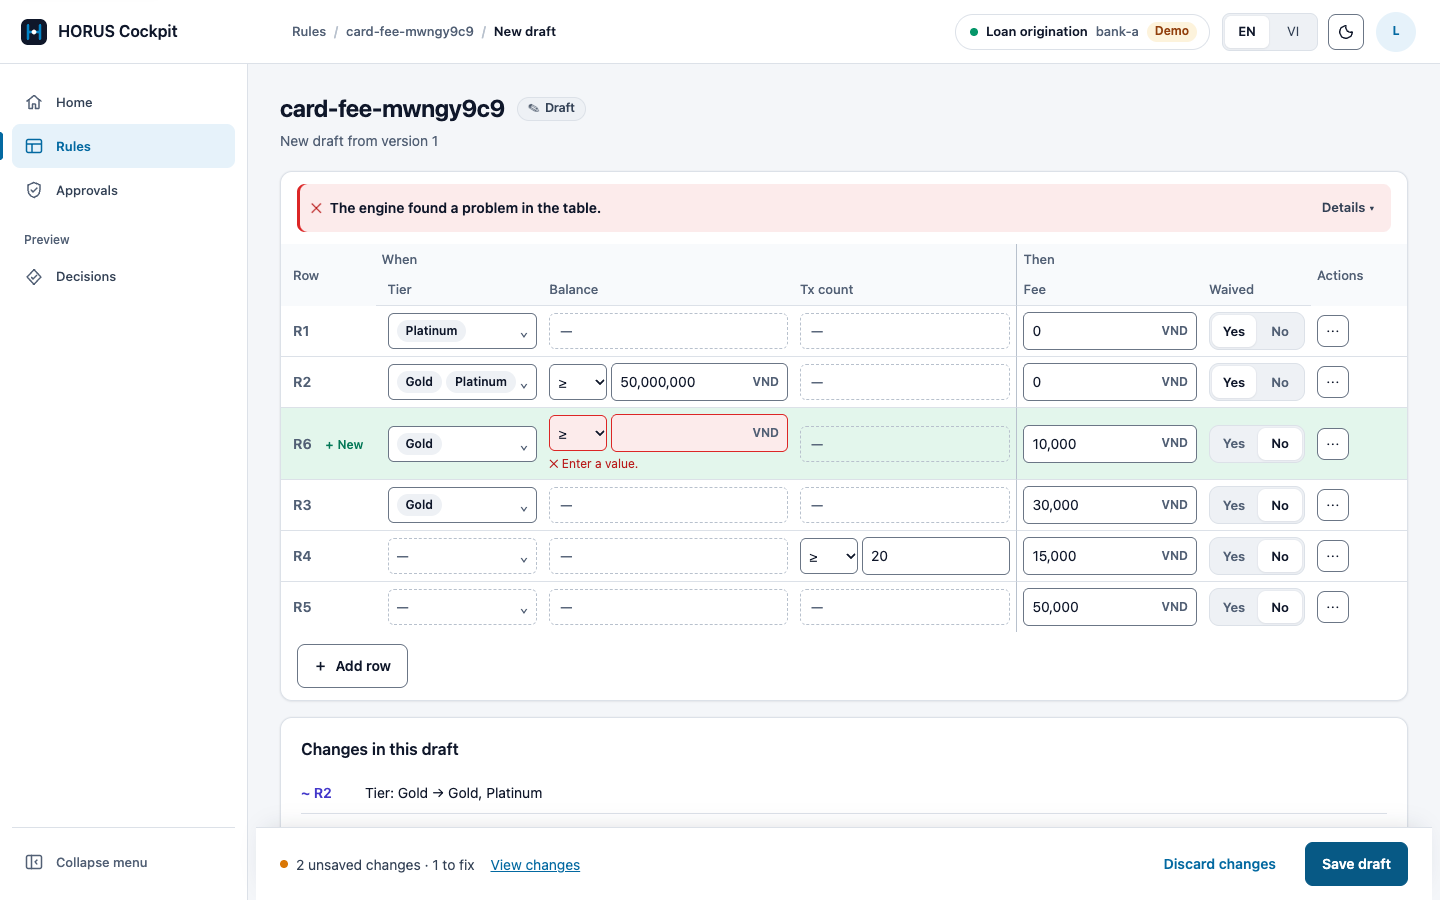 HORUS Cockpit
Rules / card-fee-mwngy9c9 / New draft
Loan origination bank-a Demo
EN VI
L
Home
Rules
Approvals
Preview
Decisions
Collapse menu
card-fee-mwngy9c9 Draft
New draft from version 1
The engine found a problem in the table.
Details
Row When Then Actions
Tier Balance Tx count Fee Waived
R1 Platinum — — 0 VND Yes No ...
R2 Gold Platinum ≥ 50,000,000 VND — 0 VND Yes No ...
R6 + New Gold ≥ VND — 10,000 VND Yes No ...
Enter a value.
R3 Gold — — 30,000 VND Yes No ...
R4 — — ≥ 20 15,000 VND Yes No ...
R5 — — — 50,000 VND Yes No ...
+ Add row
Changes in this draft
~ R2 Tier: Gold → Gold, Platinum
2 unsaved changes · 1 to fix View changes
Discard changes
Save draft